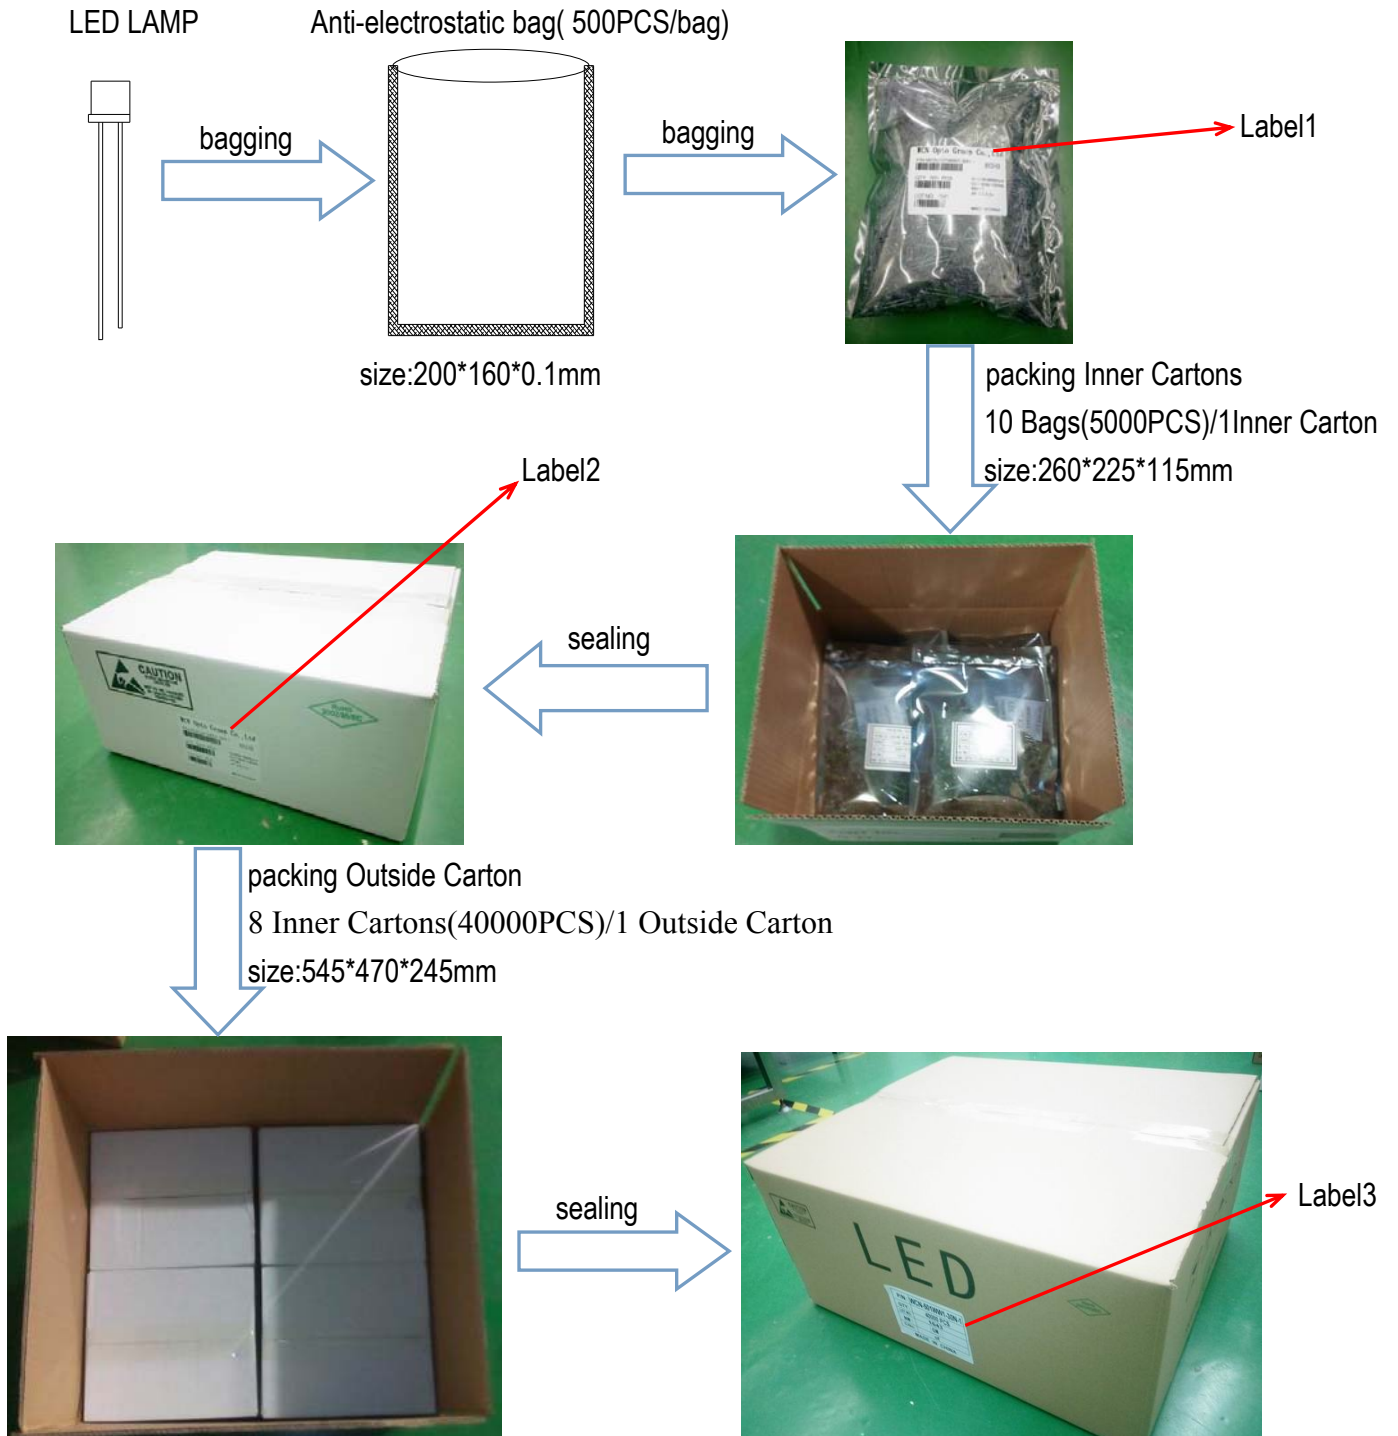 LED LAMP
Anti-electrostatic bag( 500PCS/bag)
bagging
bagging
Label1
size:200*160*0.1mm
packing Inner Cartons
10 Bags(5000PCS)/1Inner Carton
size:260*225*115mm
Label2
sealing
CAUTION
packing Outside Carton
8 Inner Cartons(40000PCS)/1 Outside Carton
size:545*470*245mm
sealing
Label3
LED